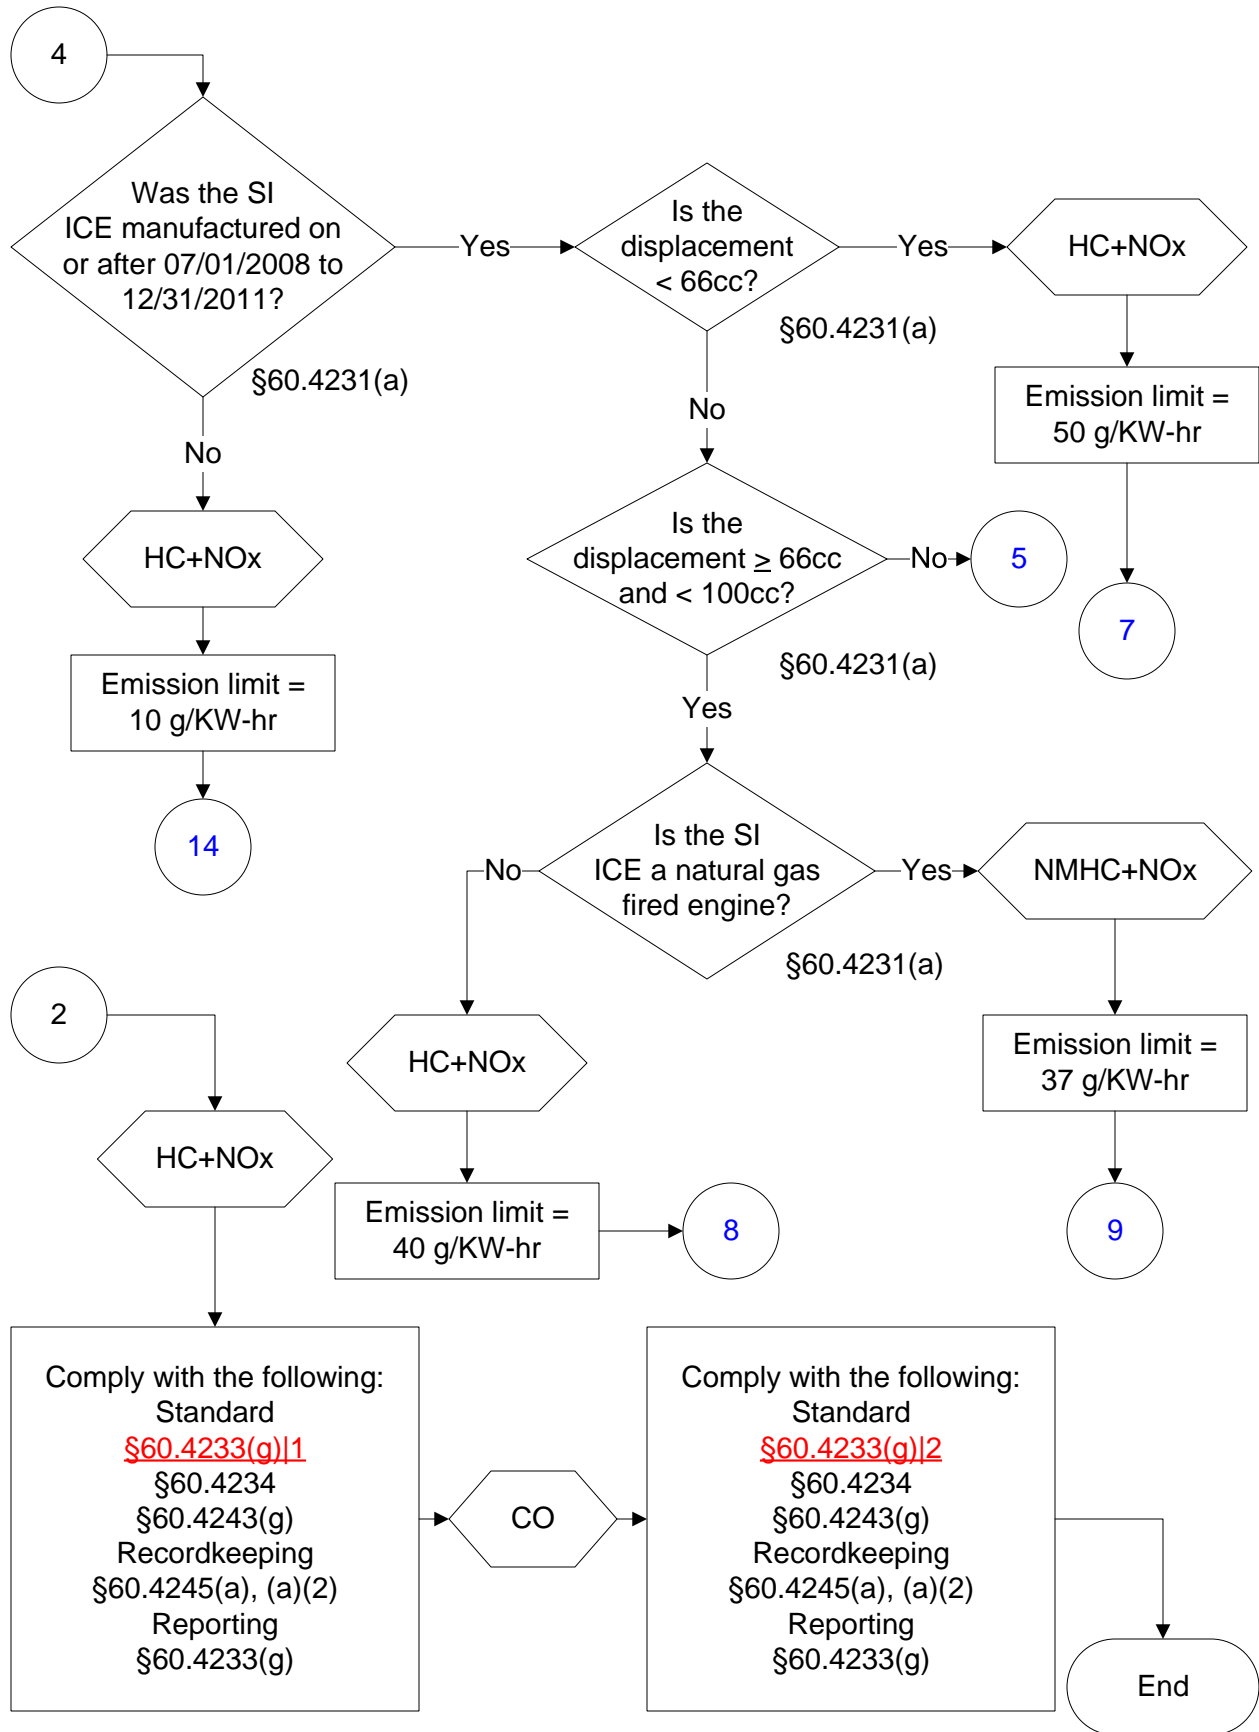 4
Was the SI
ICE manufactured on
or after 07/01/2008 to
12/31/2011?
§60.4231(a)
Yes
Is the
displacement
< 66cc?
§60.4231(a)
Yes
HC+NOx
Emission limit =
50 g/KW-hr
7
No
Is the
displacement ≥ 66cc
and < 100cc?
§60.4231(a)
No
5
No
HC+NOx
Emission limit =
10 g/KW-hr
14
Yes
Is the SI
ICE a natural gas
fired engine?
§60.4231(a)
Yes
NMHC+NOx
Emission limit =
37 g/KW-hr
9
No
HC+NOx
Emission limit =
40 g/KW-hr
8
2
HC+NOx
Comply with the following:
Standard
§60.4233(g)|1
§60.4234
§60.4243(g)
Recordkeeping
§60.4245(a), (a)(2)
Reporting
§60.4233(g)
CO
Comply with the following:
Standard
§60.4233(g)|2
§60.4234
§60.4243(g)
Recordkeeping
§60.4245(a), (a)(2)
Reporting
§60.4233(g)
End